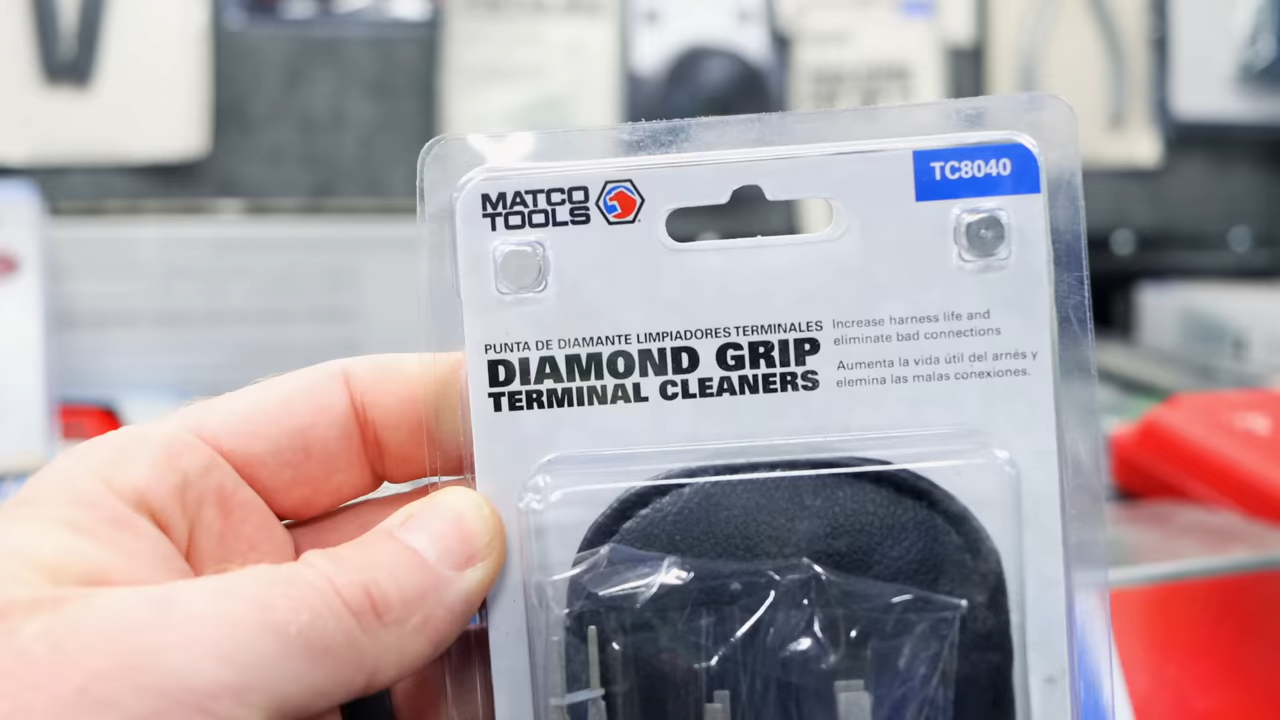 MATCO
TOOLS
TC8040
PUNTA DE DIAMANTE LIMPIADORES TERMINALES
DIAMOND GRIP
TERMINAL CLEANERS
Increase harness life and
eliminate bad connections
Aumenta la vida útil del arnés y
elemina las malas conexiones.